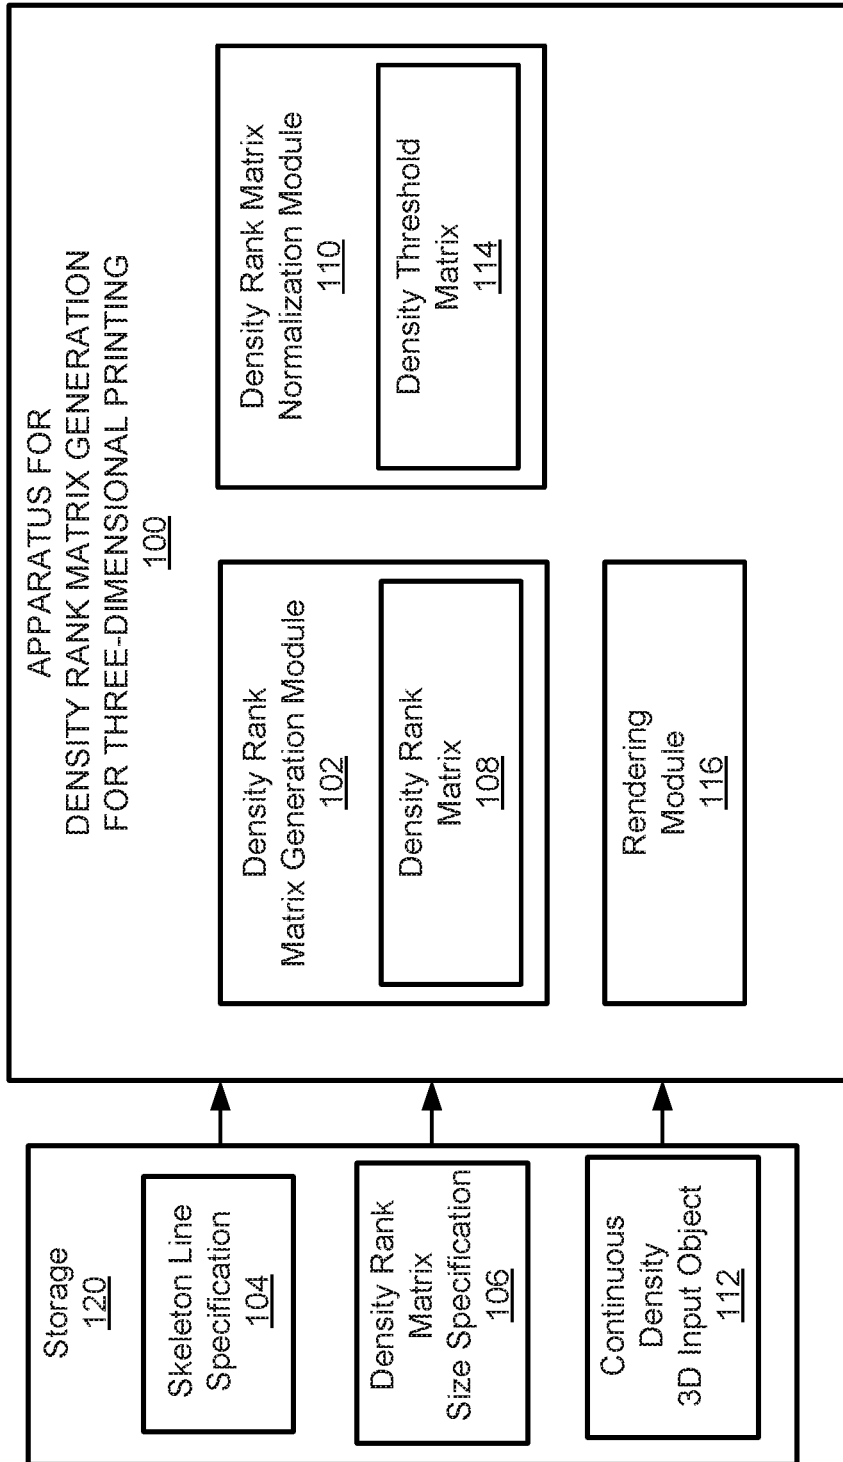 APPARATUS FOR
DENSITY RANK MATRIX GENERATION
FOR THREE-DIMENSIONAL PRINTING
100
Storage
120
Skeleton Line
Specification
104
Density Rank
Matrix
Size Specification
106
Continuous
Density
3D Input Object
112
Density Rank
Matrix Generation Module
102
Density Rank
Matrix
108
Density Rank Matrix
Normalization Module
110
Density Threshold
Matrix
114
Rendering
Module
116